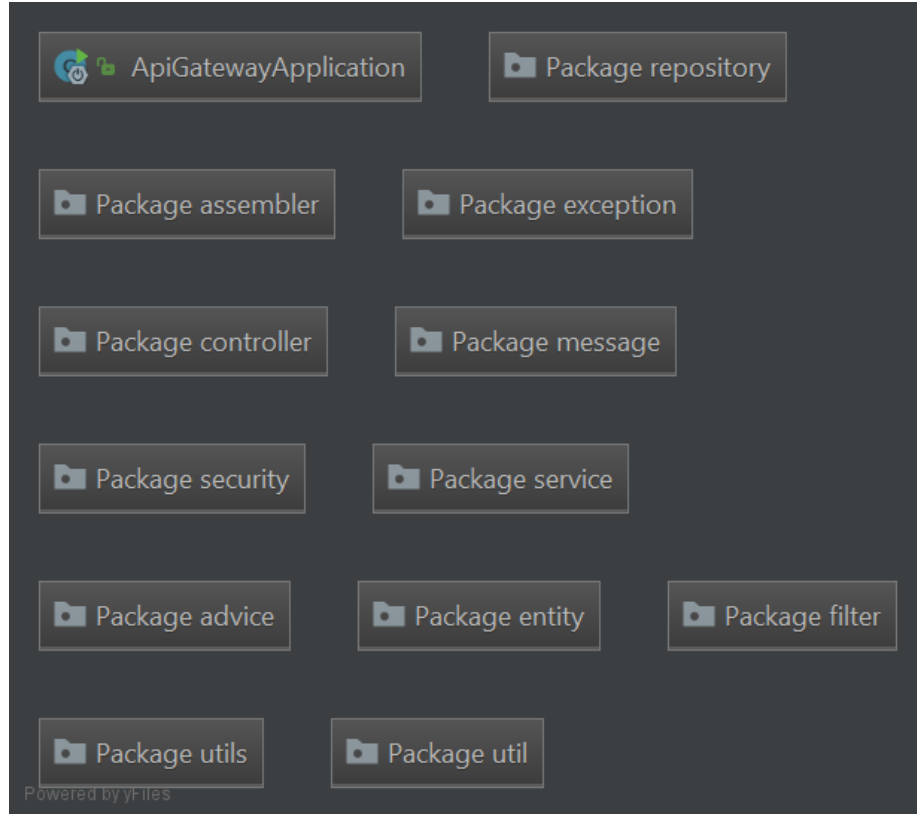 ApiGatewayApplication Package repository
Package assembler Package exception
Package controller Package message
Package security Package service
Package advice Package entity Package filter
Package utils Package util
Powered by yFiles